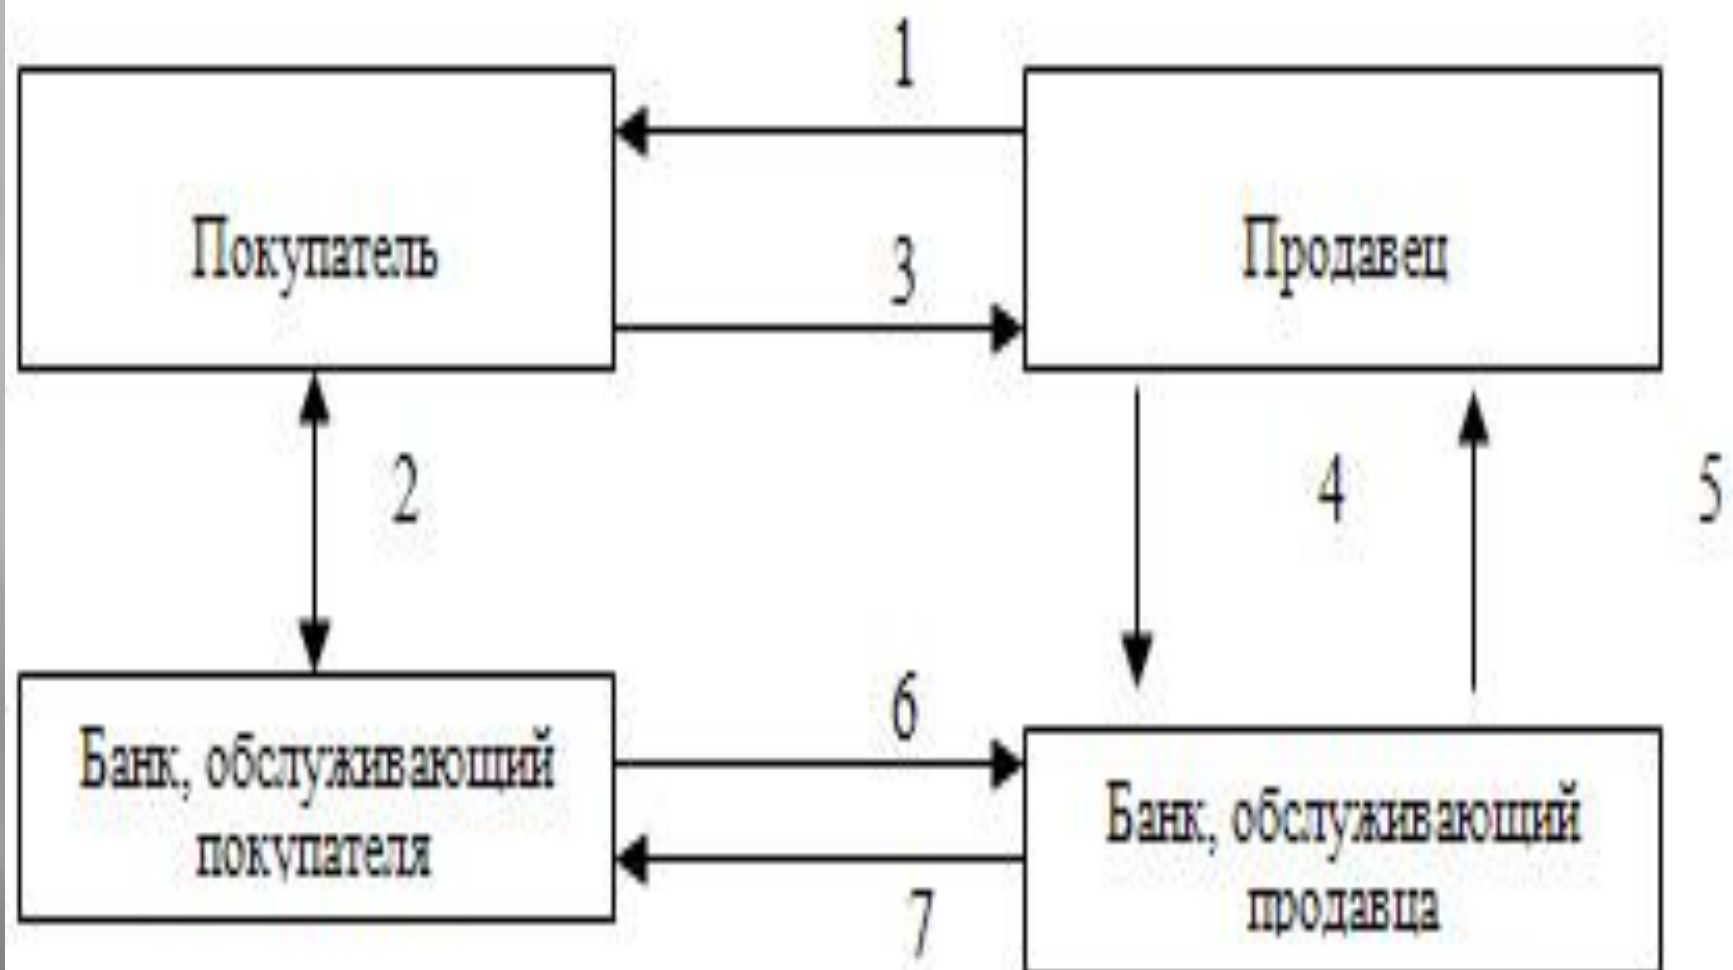 1
Покупатель
Продавец
3
2
4
5
6
Банк, обслуживающий
покупателя
Банк, обслуживающий
продавца
7